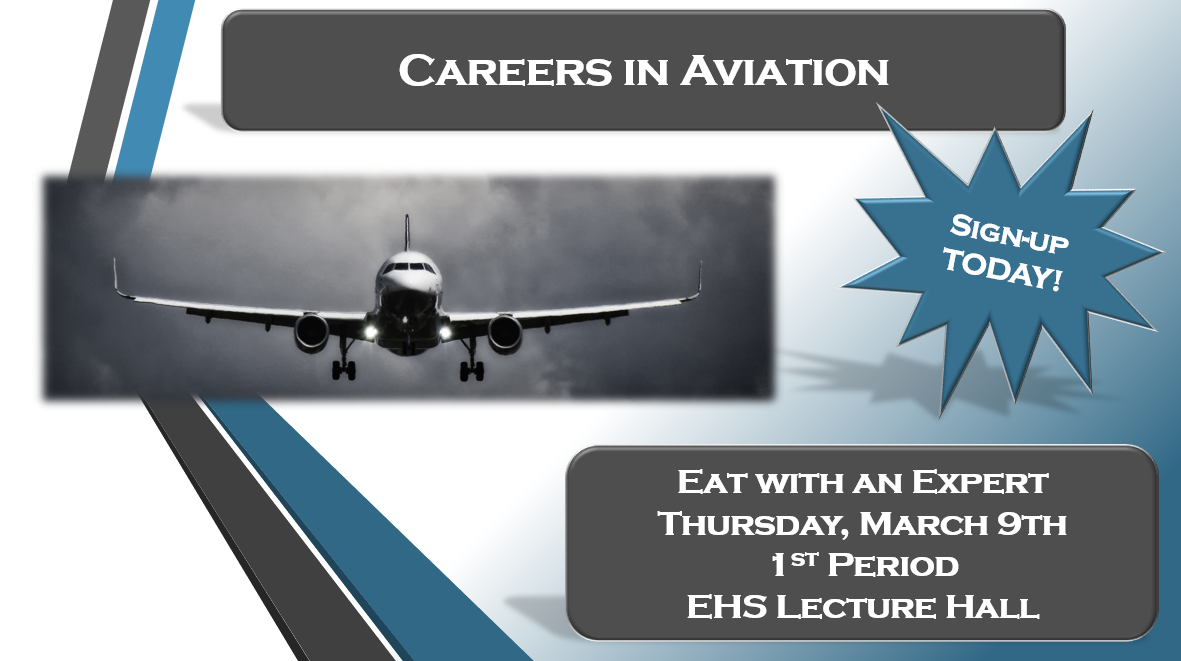 Careers in Aviation
Sign-up
TODAY!
Eat with an Expert
Thursday, March 9th
1st Period
EHS Lecture Hall